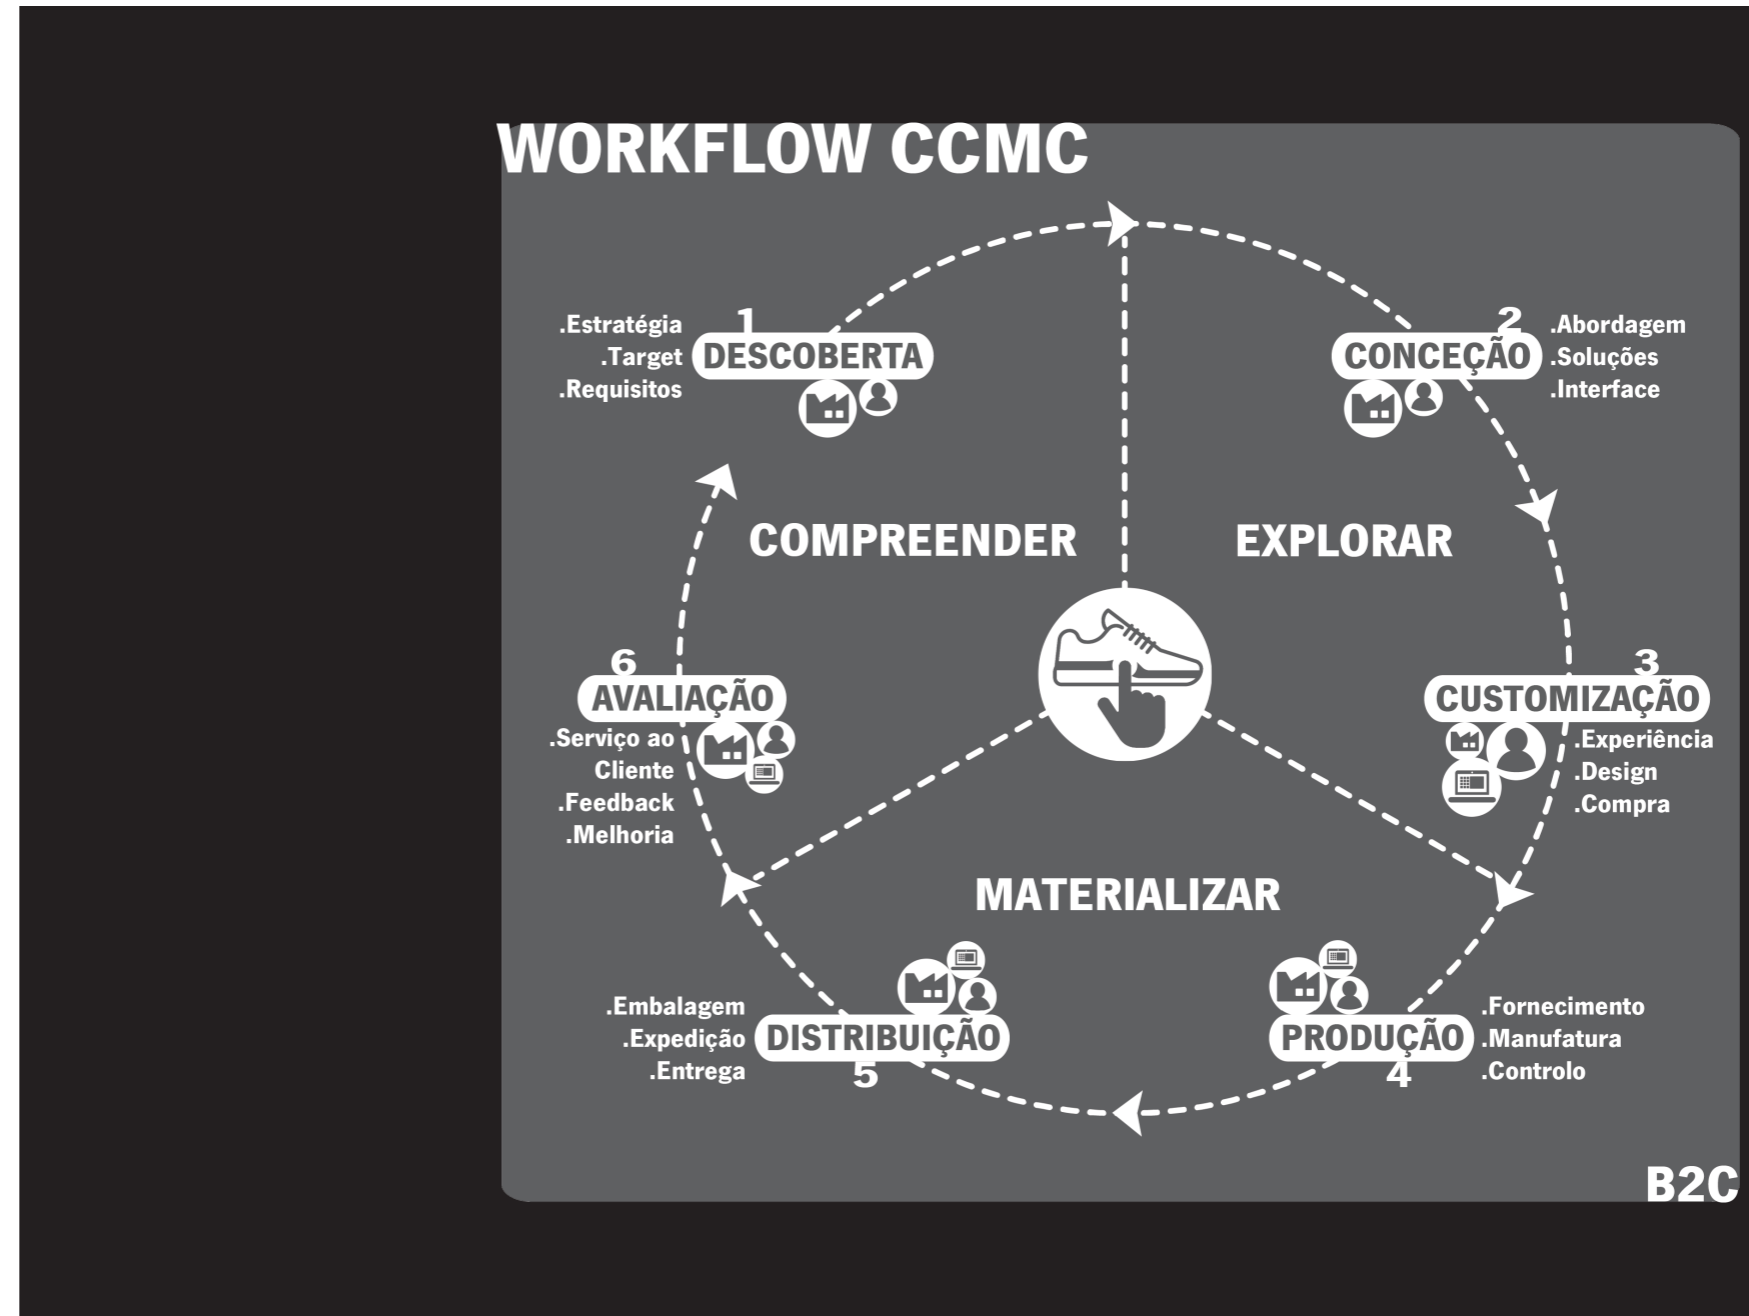 WORKFLOW CCMC
1
DESCOBERTA
.Estratégia
.Target
.Requisitos
2
CONCEÇÃO
.Abordagem
.Soluções
.Interface
COMPREENDER
EXPLORAR
6
AVALIAÇÃO
.Serviço ao
Cliente
.Feedback
.Melhoria
3
CUSTOMIZAÇÃO
.Experiência
.Design
.Compra
MATERIALIZAR
.Embalagem
.Expedição
.Entrega
DISTRIBUIÇÃO
5
PRODUÇÃO
4
.Fornecimento
.Manufatura
.Controlo
B2C